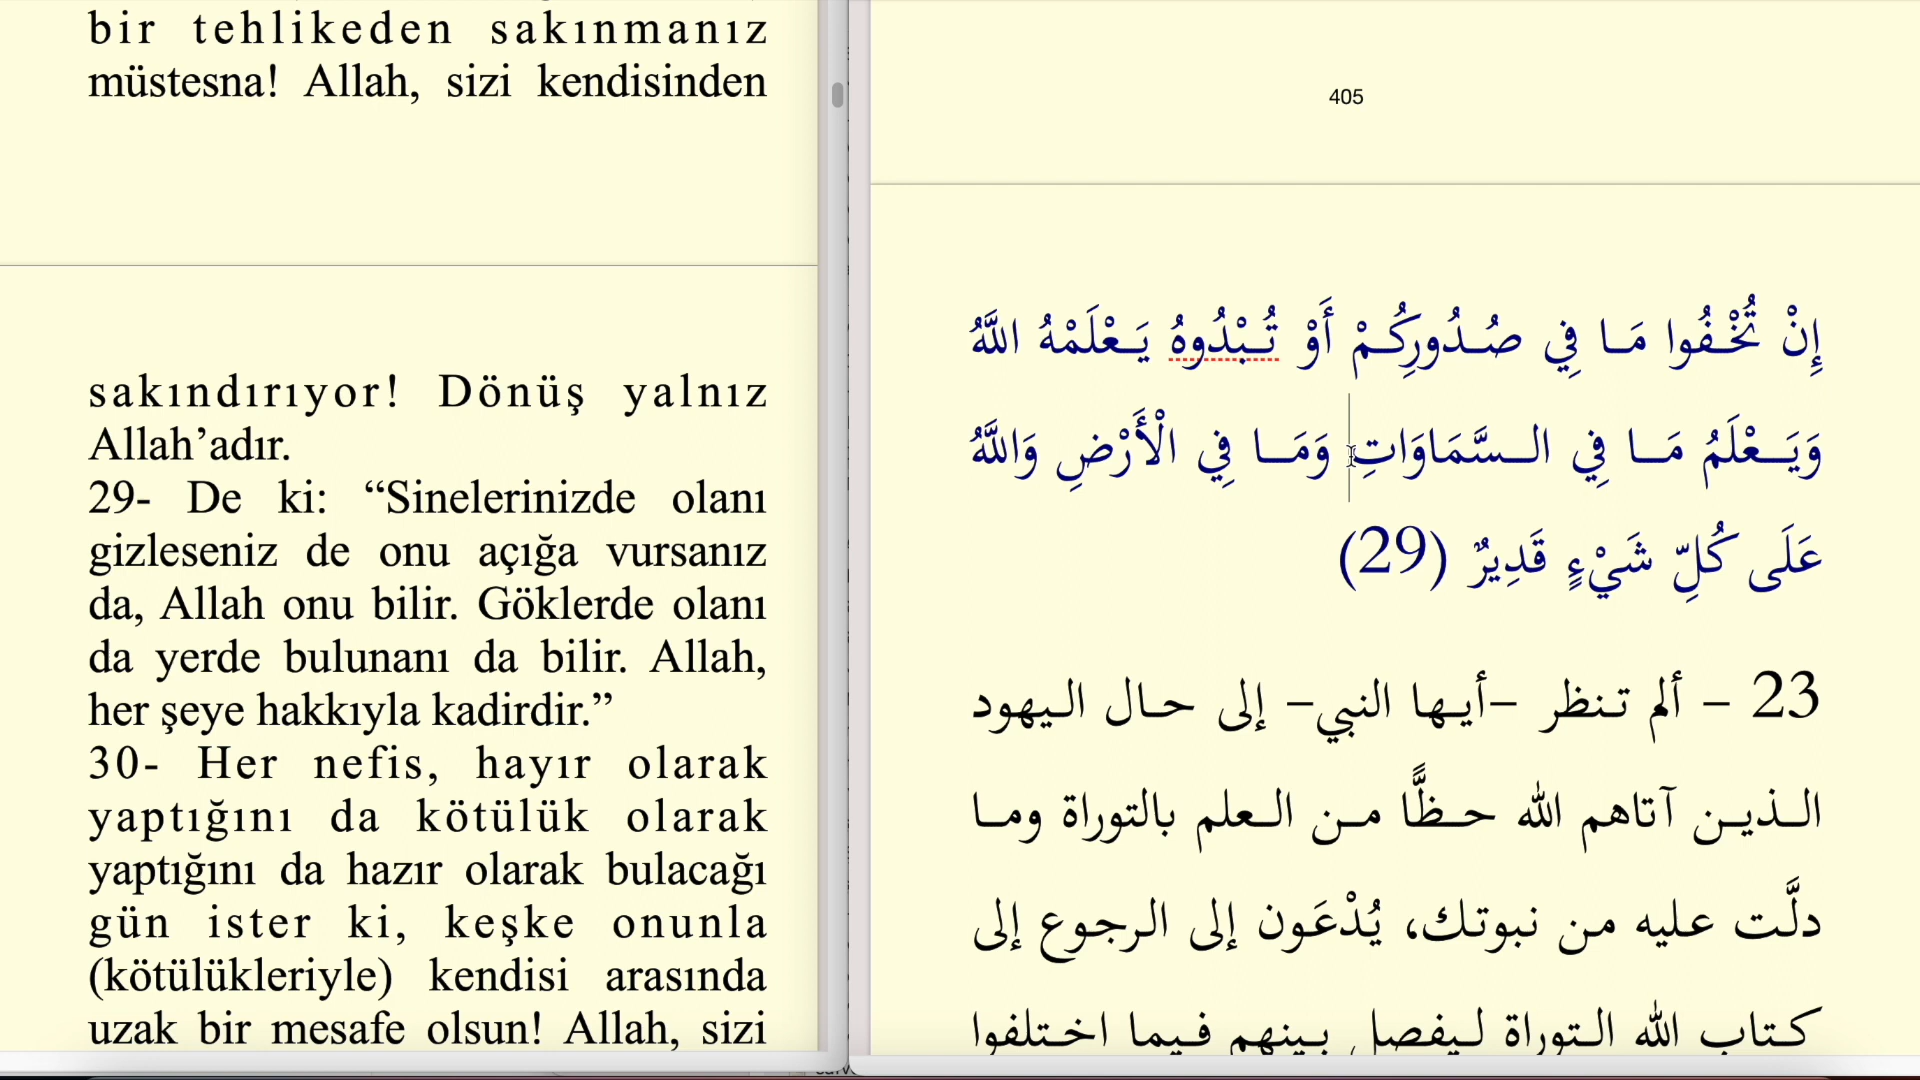 bir tehlikeden sakınmanız
müstesna! Allah, sizi kendisinden
sakındırıyor! Dönüş yalnız
Allah’adır.
29- De ki: “Sinelerinizde olanı
gizleseniz de onu açığa vursanız
da, Allah onu bilir. Göklerde olanı
da yerde bulunanı da bilir. Allah,
her şeye hakkıyla kadirdir.”
30- Her nefis, hayır olarak
yaptığını da kötülük olarak
yaptığını da hazır olarak bulacağı
gün ister ki, keşke onunla
(kötülükleriyle) kendisi arasında
uzak bir mesafe olsun! Allah, sizi
405
إِنْ تُخْفُوا مَا فِي صُدُورِكُمْ أَوْ تُبْدُوهُ يَعْلَمْهُ اللَّهُ
وَيَعْلَمُ مَا فِي السَّمَاوَاتِ وَمَا فِي الْأَرْضِ وَاللَّهُ
عَلَى كُلِّ شَيْءٍ قَدِيرٌ (29)
23 – ألم تنظر –أيها النبي– إلى حال اليهود
الذين آتاهم الله حظًّا من العلم بالتوراة وما
دلَّت عليه من نبوتك، يُدْعَون إلى الرجوع إلى
كتاب الله التوراة ليفصل بينهم فيما اختلفوا